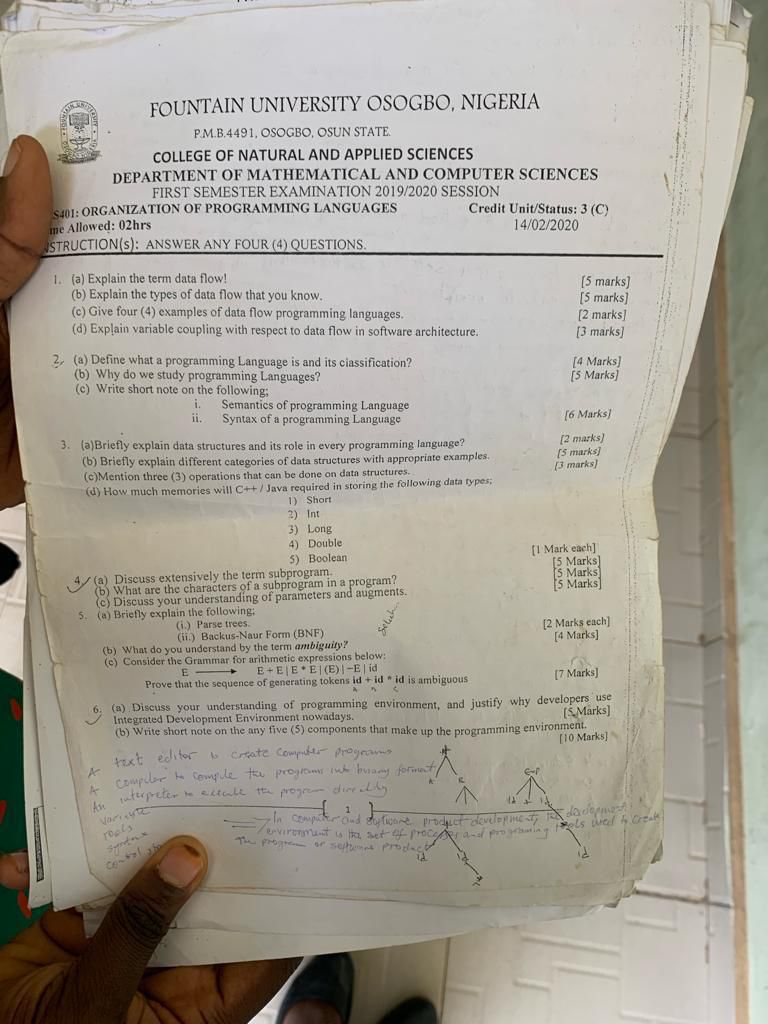 FOUNTAIN UNIVERSITY OSOGBO, NIGERIA
P.M.B.4491, OSOGBO, OSUN STATE.
COLLEGE OF NATURAL AND APPLIED SCIENCES
DEPARTMENT OF MATHEMATICAL AND COMPUTER SCIENCES
FIRST SEMESTER EXAMINATION 2019/2020 SESSION
S401: ORGANIZATION OF PROGRAMMING LANGUAGES Credit Unit/Status: 3 (C)
me Allowed: 02hrs 14/02/2020
NSTRUCTION(s): ANSWER ANY FOUR (4) QUESTIONS.
1. (a) Explain the term data flow! [5 marks]
(b) Explain the types of data flow that you know. [5 marks]
(c) Give four (4) examples of data flow programming languages. [2 marks]
(d) Explain variable coupling with respect to data flow in software architecture. [3 marks]
2. (a) Define what a programming Language is and its classification? [4 Marks]
(b) Why do we study programming Languages? [5 Marks]
(c) Write short note on the following;
i. Semantics of programming Language
ii. Syntax of a programming Language [6 Marks]
3. (a)Briefly explain data structures and its role in every programming language? [2 marks]
(b) Briefly explain different categories of data structures with appropriate examples. [5 marks]
(c)Mention three (3) operations that can be done on data structures. [3 marks]
(d) How much memories will C++ / Java required in storing the following data types;
1) Short
2) Int
3) Long
4) Double
5) Boolean [1 Mark each]
4. (a) Discuss extensively the term subprogram. [5 Marks]
(b) What are the characters of a subprogram in a program? [5 Marks]
(c) Discuss your understanding of parameters and augments. [5 Marks]
5. (a) Briefly explain the following;
(i.) Parse trees. [2 Marks each]
(ii.) Backus-Naur Form (BNF) [4 Marks]
(b) What do you understand by the term ambiguity?
(c) Consider the Grammar for arithmetic expressions below:
E → E + E | E * E | (E) | −E | id
Prove that the sequence of generating tokens id + id * id is ambiguous [7 Marks]
6. (a) Discuss your understanding of programming environment, and justify why developers use
Integrated Development Environment nowadays. [5 Marks]
(b) Write short note on the any five (5) components that make up the programming environment.
[10 Marks]
A text editor to create computer programs
A compiler to compile the programs into binary format
An interpreter to execute the program directly
Variable
Tools
Syntax
[ 1 ]
In computer and software product development, the development
environment is the set of processes and programing tools used to create
the program or software product
Exp
id
id
id
id
id